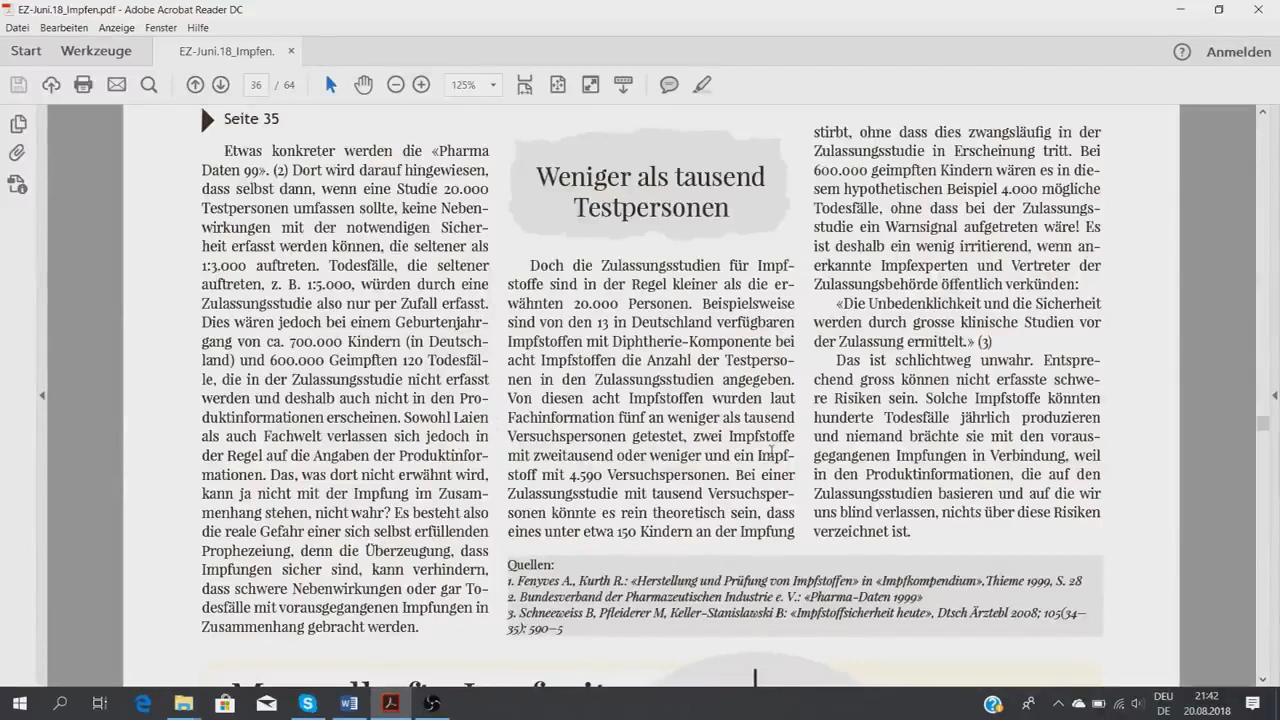 EZ-Juni.18_Impfen.pdf - Adobe Acrobat Reader DC
Datei Bearbeiten Anzeige Fenster Hilfe
Start Werkzeuge EZ-Juni.18_Impfen. × Anmelden
36 / 64 125%
Seite 35
Etwas konkreter werden die «Pharma
Daten 99». (2) Dort wird darauf hingewiesen,
dass selbst dann, wenn eine Studie 20.000
Testpersonen umfassen sollte, keine Neben-
wirkungen mit der notwendigen Sicher-
heit erfasst werden können, die seltener als
1:3.000 auftreten. Todesfälle, die seltener
auftreten, z. B. 1:5.000, würden durch eine
Zulassungsstudie also nur per Zufall erfasst.
Dies wären jedoch bei einem Geburtenjahr-
gang von ca. 700.000 Kindern (in Deutsch-
land) und 600.000 Geimpften 120 Todesfäl-
le, die in der Zulassungsstudie nicht erfasst
werden und deshalb auch nicht in den Pro-
duktinformationen erscheinen. Sowohl Laien
als auch Fachwelt verlassen sich jedoch in
der Regel auf die Angaben der Produktinfor-
mationen. Das, was dort nicht erwähnt wird,
kann ja nicht mit der Impfung im Zusam-
menhang stehen, nicht wahr? Es besteht also
die reale Gefahr einer sich selbst erfüllenden
Prophezeiung, denn die Überzeugung, dass
Impfungen sicher sind, kann verhindern,
dass schwere Nebenwirkungen oder gar To-
desfälle mit vorausgegangenen Impfungen in
Zusammenhang gebracht werden.
Weniger als tausend
Testpersonen
Doch die Zulassungsstudien für Impf-
stoffe sind in der Regel kleiner als die er-
wähnten 20.000 Personen. Beispielsweise
sind von den 13 in Deutschland verfügbaren
Impfstoffen mit Diphtherie-Komponente bei
acht Impfstoffen die Anzahl der Testperso-
nen in den Zulassungsstudien angegeben.
Von diesen acht Impfstoffen wurden laut
Fachinformation fünf an weniger als tausend
Versuchspersonen getestet, zwei Impfstoffe
mit zweitausend oder weniger und ein Impf-
stoff mit 4.590 Versuchspersonen. Bei einer
Zulassungsstudie mit tausend Versuchsper-
sonen könnte es rein theoretisch sein, dass
eines unter etwa 150 Kindern an der Impfung
stirbt, ohne dass dies zwangsläufig in der
Zulassungsstudie in Erscheinung tritt. Bei
600.000 geimpften Kindern wären es in die-
sem hypothetischen Beispiel 4.000 mögliche
Todesfälle, ohne dass bei der Zulassungs-
studie ein Warnsignal aufgetreten wäre! Es
ist deshalb ein wenig irritierend, wenn an-
erkannte Impfexperten und Vertreter der
Zulassungsbehörde öffentlich verkünden:
«Die Unbedenklichkeit und die Sicherheit
werden durch grosse klinische Studien vor
der Zulassung ermittelt.» (3)
Das ist schlichtweg unwahr. Entspre-
chend gross können nicht erfasste schwe-
re Risiken sein. Solche Impfstoffe könnten
hunderte Todesfälle jährlich produzieren
und niemand brächte sie mit den voraus-
gegangenen Impfungen in Verbindung, weil
in den Produktinformationen, die auf den
Zulassungsstudien basieren und auf die wir
uns blind verlassen, nichts über diese Risiken
verzeichnet ist.
Quellen:
1. Fenyves A., Kurth R.: «Herstellung und Prüfung von Impfstoffen» in «Impfkompendium», Thieme 1999, S. 28
2. Bundesverband der Pharmazeutischen Industrie e. V.: «Pharma-Daten 1999»
3. Schneeweiss B, Pfleiderer M, Keller-Stanislawski B: «Impfstoffsicherheit heute», Dtsch Ärztebl 2008; 105(34–
35): 590–5
DEU
DE
21:42
20.08.2018